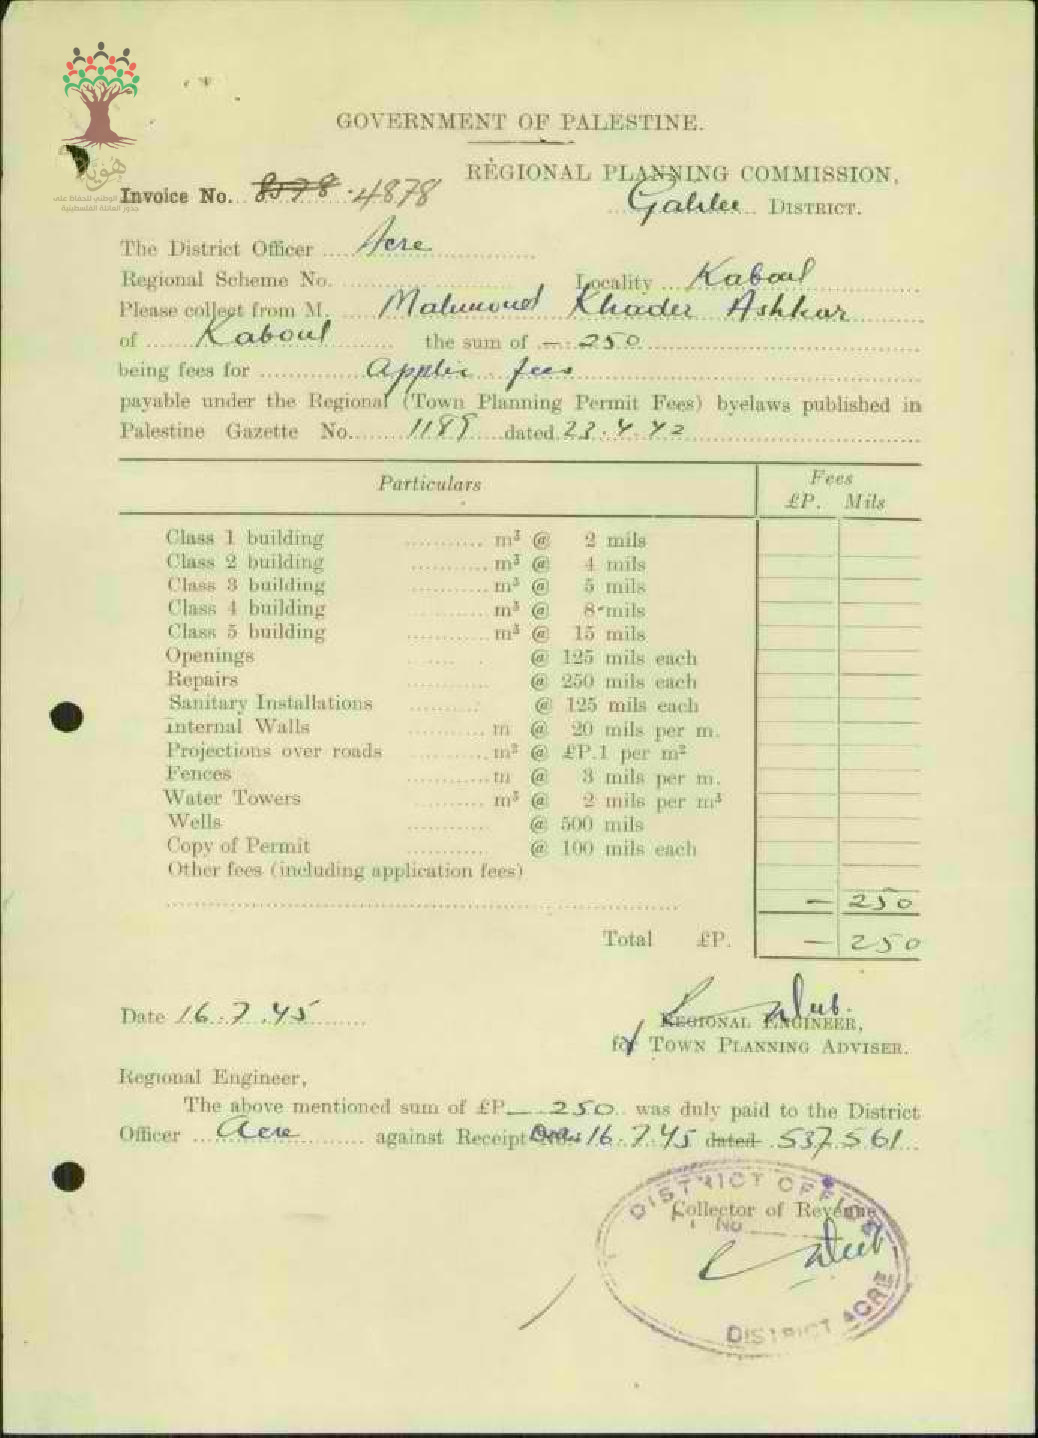 GOVERNMENT OF PALESTINE.
REGIONAL PLANNING COMMISSION,
Invoice No. 8578 4878
Galilee DISTRICT.
The District Officer Acre
Regional Scheme No. Locality Kaboul
Please collect from M. Mahmoud Khader Ashkar
of Kaboul the sum of — 250
being fees for Applic. fees
payable under the Regional (Town Planning Permit Fees) byelaws published in
Palestine Gazette No. 1189 dated 23.4.42
Particulars Fees
£P. Mils
Class 1 building m³ @ 2 mils
Class 2 building m³ @ 4 mils
Class 3 building m³ @ 5 mils
Class 4 building m³ @ 8 mils
Class 5 building m³ @ 15 mils
Openings @ 125 mils each
Repairs @ 250 mils each
Sanitary Installations @ 125 mils each
Internal Walls m @ 20 mils per m.
Projections over roads m² @ £P.1 per m²
Fences m @ 3 mils per m.
Water Towers m³ @ 2 mils per m³
Wells @ 500 mils
Copy of Permit @ 100 mils each
Other fees (including application fees)
— 250
Total £P. — 250
Date 16.7.45
REGIONAL ENGINEER,
for TOWN PLANNING ADVISER.
Regional Engineer,
The above mentioned sum of £P — 250 was duly paid to the District
Officer Acre against Receipt 16.7.45 dated 537561
DISTRICT OFFICE
Collector of Revenue
No
DISTRICT ACRE